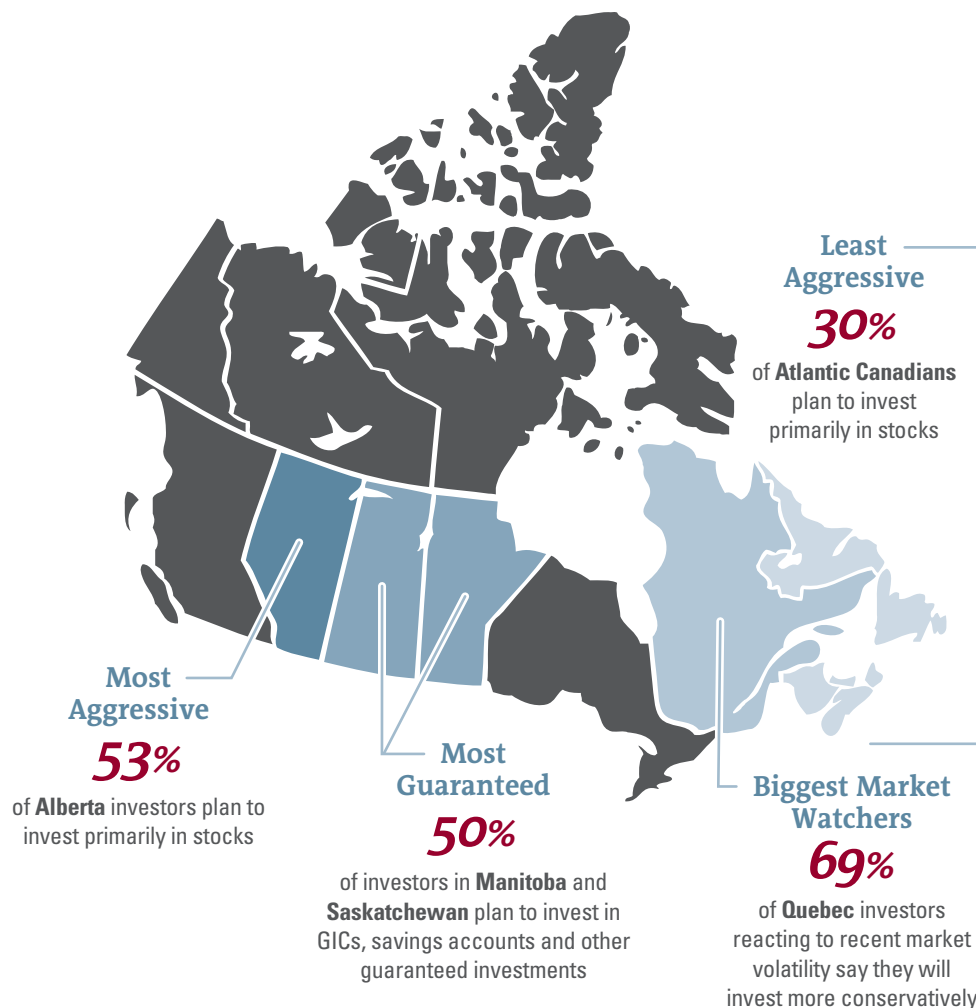 Least
Aggressive
30%
of Atlantic Canadians
plan to invest
primarily in stocks
Most
Aggressive
53%
of Alberta investors plan to
invest primarily in stocks
Most
Guaranteed
50%
of investors in Manitoba and
Saskatchewan plan to invest in
GICs, savings accounts and other
guaranteed investments
Biggest Market
Watchers
69%
of Quebec investors
reacting to recent market
volatility say they will
invest more conservatively